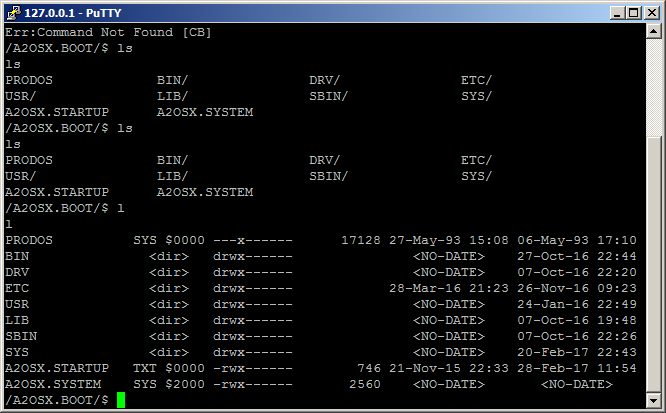 127.0.0.1 - PuTTY
Err:Command Not Found [CB]
/A2OSX.BOOT/$ ls
ls
PRODOS BIN/ DRV/ ETC/
USR/ LIB/ SBIN/ SYS/
A2OSX.STARTUP A2OSX.SYSTEM
/A2OSX.BOOT/$ ls
ls
PRODOS BIN/ DRV/ ETC/
USR/ LIB/ SBIN/ SYS/
A2OSX.STARTUP A2OSX.SYSTEM
/A2OSX.BOOT/$ l
l
PRODOS SYS $0000 ---x------ 17128 27-May-93 15:08 06-May-93 17:10
BIN <dir> drwx------ <NO-DATE> 27-Oct-16 22:44
DRV <dir> drwx------ <NO-DATE> 07-Oct-16 22:20
ETC <dir> drwx------ 28-Mar-16 21:23 26-Nov-16 09:23
USR <dir> drwx------ <NO-DATE> 24-Jan-16 22:49
LIB <dir> drwx------ <NO-DATE> 07-Oct-16 19:48
SBIN <dir> drwx------ <NO-DATE> 07-Oct-16 22:26
SYS <dir> drwx------ <NO-DATE> 20-Feb-17 22:43
A2OSX.STARTUP TXT $0000 -rwx------ 746 21-Nov-15 22:33 28-Feb-17 11:54
A2OSX.SYSTEM SYS $2000 -rwx------ 2560 <NO-DATE> <NO-DATE>
/A2OSX.BOOT/$